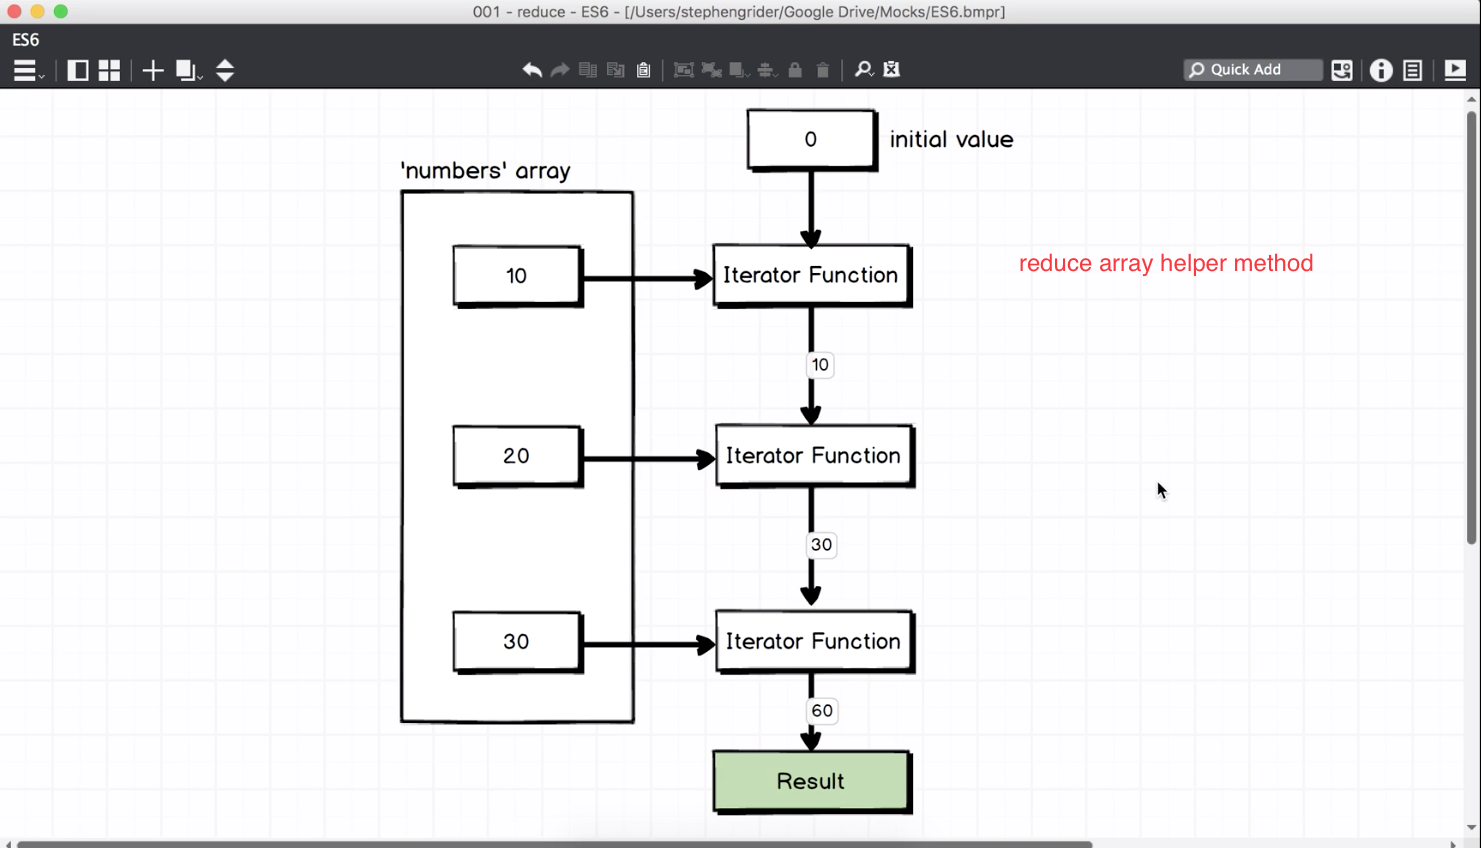 001 - reduce - ES6 - [/Users/stephengrider/Google Drive/Mocks/ES6.bmpr]
ES6
Quick Add
0 initial value
'numbers' array
10 Iterator Function
reduce array helper method
10
20 Iterator Function
30
30 Iterator Function
60
Result